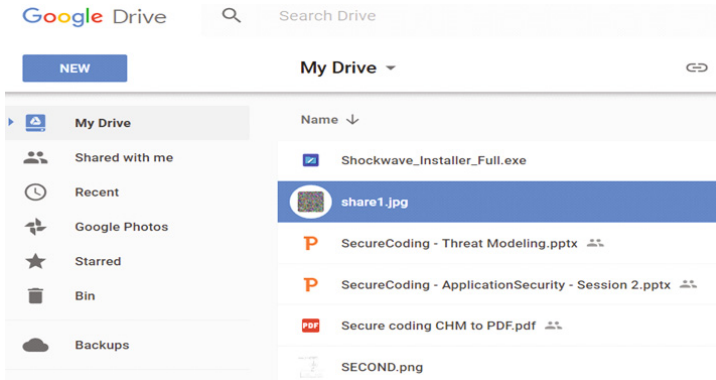 Google Drive
Search Drive
NEW
My Drive
My Drive
Shared with me
Recent
Google Photos
Starred
Bin
Backups
Name
Shockwave_Installer_Full.exe
share1.jpg
P SecureCoding - Threat Modeling.pptx
P SecureCoding - ApplicationSecurity - Session 2.pptx
PDF Secure coding CHM to PDF.pdf
SECOND.png